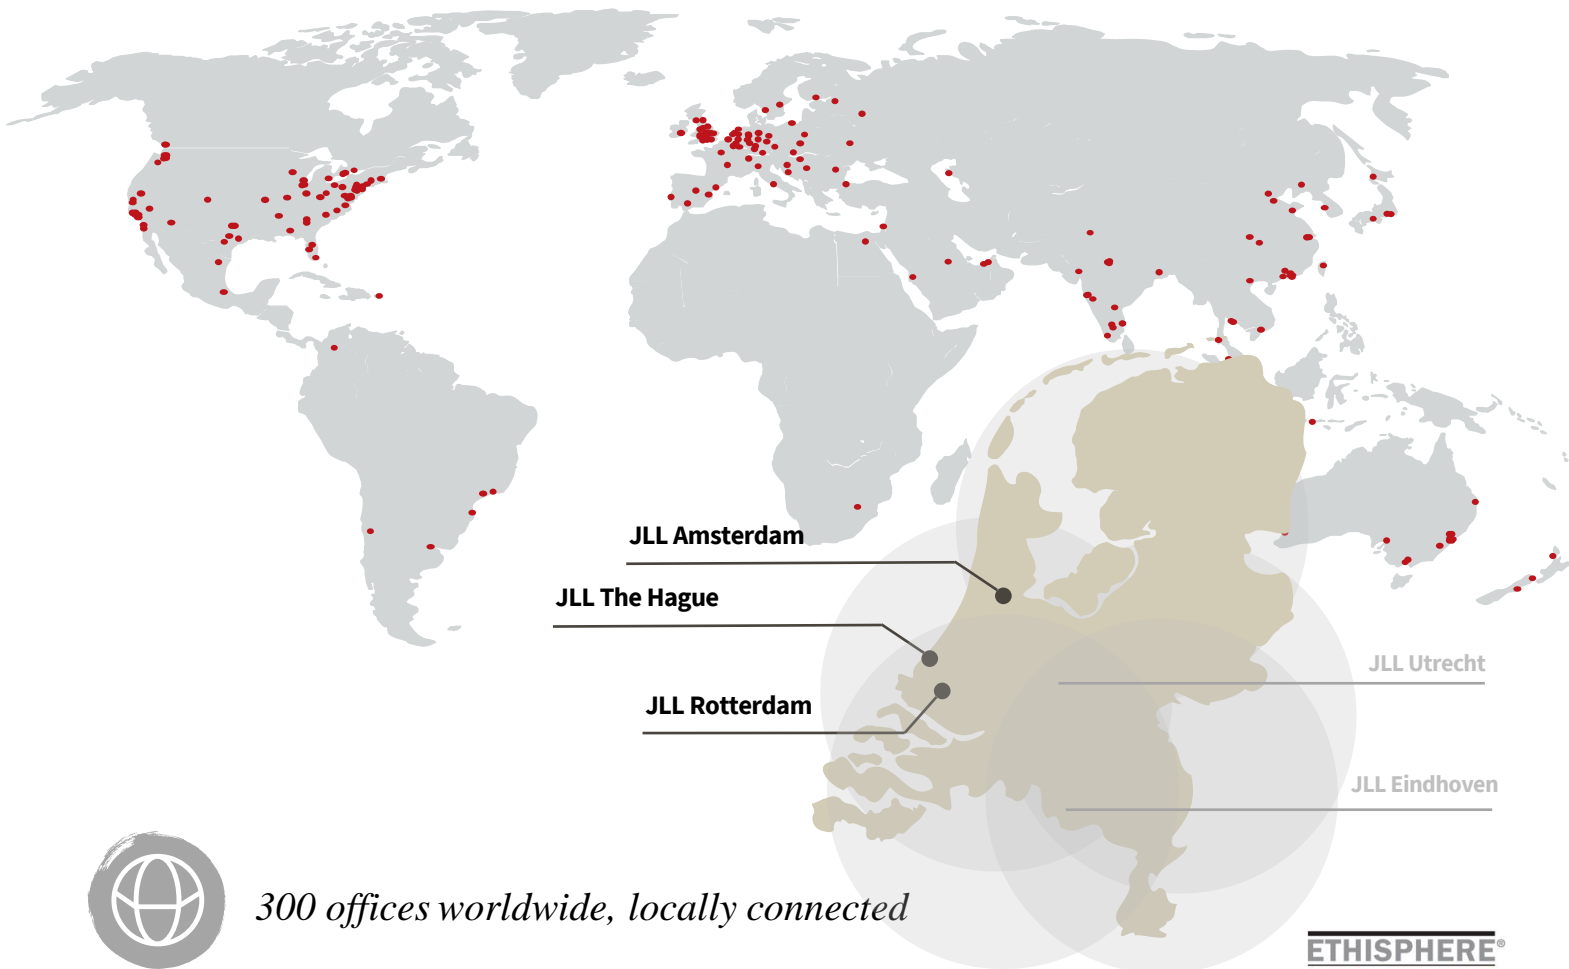 JLL Amsterdam
JLL The Hague
JLL Utrecht
JLL Rotterdam
JLL Eindhoven
300 offices worldwide, locally connected
ETHISPHERE®